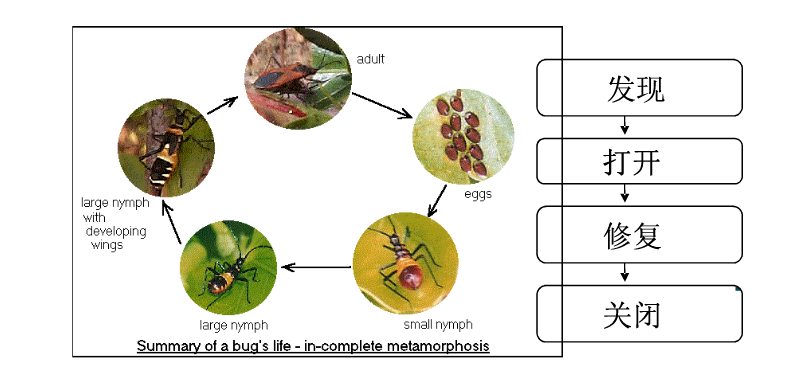 adult
eggs
small nymph
large nymph
large nymph
with
developing
wings
Summary of a bug's life - in-complete metamorphosis
发现
打开
修复
关闭